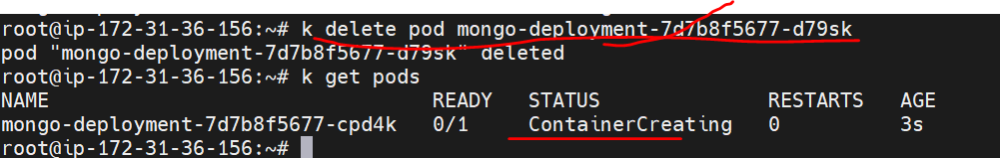 root@ip-172-31-36-156:~# k delete pod mongo-deployment-7d7b8f5677-d79sk
pod "mongo-deployment-7d7b8f5677-d79sk" deleted
root@ip-172-31-36-156:~# k get pods
NAME READY STATUS RESTARTS AGE
mongo-deployment-7d7b8f5677-cpd4k 0/1 ContainerCreating 0 3s
root@ip-172-31-36-156:~#